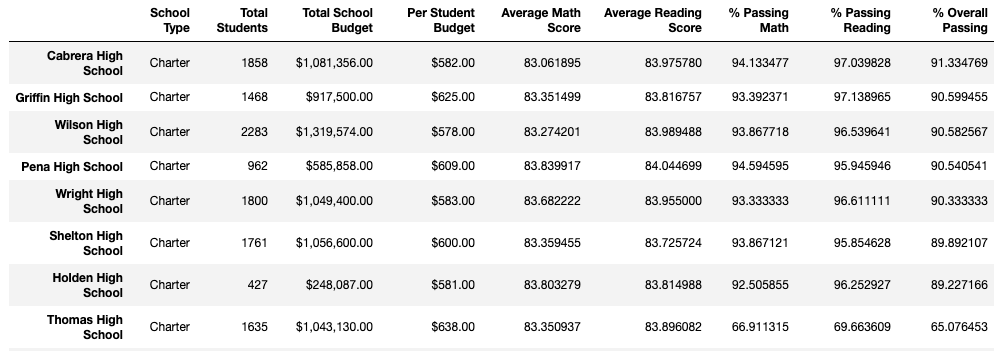 School Type Total Students Total School Budget Per Student Budget Average Math Score Average Reading Score % Passing Math % Passing Reading % Overall Passing
Cabrera High School Charter 1858 $1,081,356.00 $582.00 83.061895 83.975780 94.133477 97.039828 91.334769
Griffin High School Charter 1468 $917,500.00 $625.00 83.351499 83.816757 93.392371 97.138965 90.599455
Wilson High School Charter 2283 $1,319,574.00 $578.00 83.274201 83.989488 93.867718 96.539641 90.582567
Pena High School Charter 962 $585,858.00 $609.00 83.839917 84.044699 94.594595 95.945946 90.540541
Wright High School Charter 1800 $1,049,400.00 $583.00 83.682222 83.955000 93.333333 96.611111 90.333333
Shelton High School Charter 1761 $1,056,600.00 $600.00 83.359455 83.725724 93.867121 95.854628 89.892107
Holden High School Charter 427 $248,087.00 $581.00 83.803279 83.814988 92.505855 96.252927 89.227166
Thomas High School Charter 1635 $1,043,130.00 $638.00 83.350937 83.896082 66.911315 69.663609 65.076453